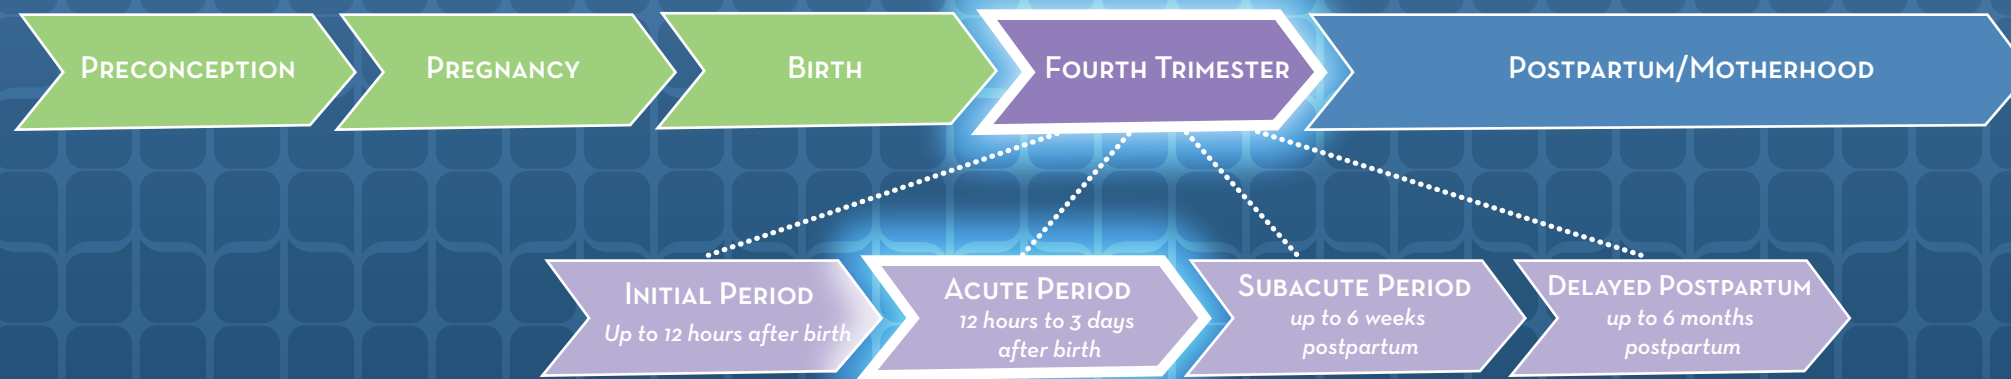 Preconception
Pregnancy
Birth
Fourth Trimester
Postpartum/Motherhood
Initial Period
Up to 12 hours after birth
Acute Period
12 hours to 3 days
after birth
Subacute Period
up to 6 weeks
postpartum
Delayed Postpartum
up to 6 months
postpartum